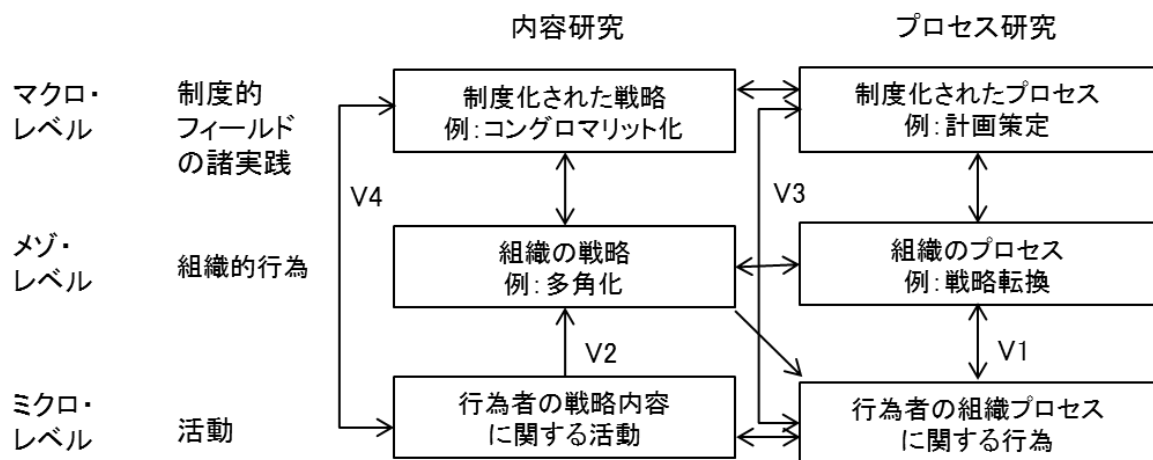 内容研究
プロセス研究
マクロ・
レベル
制度的
フィールド
の諸実践
制度化された戦略
例：コングロマリット化
制度化されたプロセス
例：計画策定
V4
V3
メゾ・
レベル
組織的行為
組織の戦略
例：多角化
組織のプロセス
例：戦略転換
V2
V1
ミクロ・
レベル
活動
行為者の戦略内容
に関する活動
行為者の組織プロセス
に関する行為